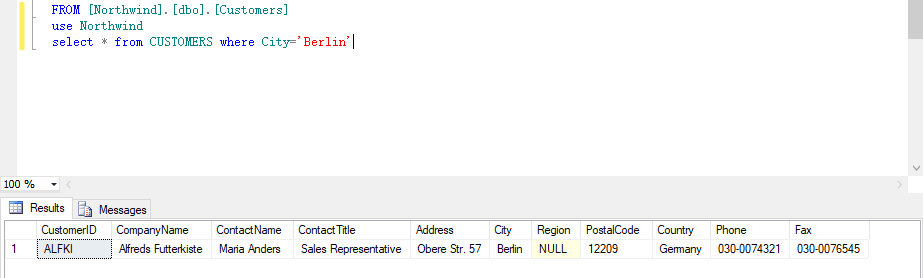 FROM [Northwind].[dbo].[Customers]
use Northwind
select * from CUSTOMERS where City='Berlin'
100 %
Results Messages
CustomerID CompanyName ContactName ContactTitle Address City Region PostalCode Country Phone Fax
1 ALFKI Alfreds Futterkiste Maria Anders Sales Representative Obere Str. 57 Berlin NULL 12209 Germany 030-0074321 030-0076545